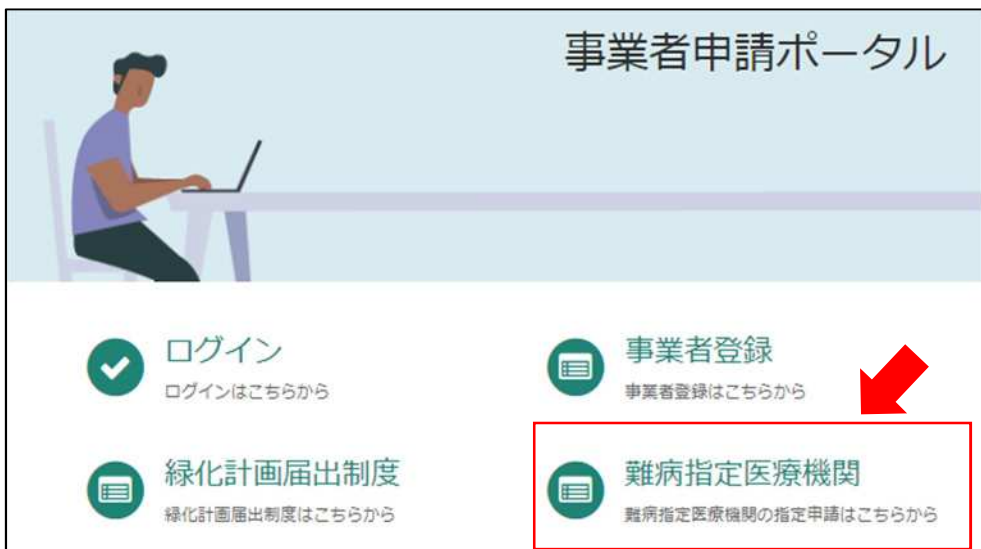 事業者申請ポータル
ログイン
ログインはこちらから
事業者登録
事業者登録はこちらから
緑化計画届出制度
緑化計画届出制度はこちらから
難病指定医療機関
難病指定医療機関の指定申請はこちらから